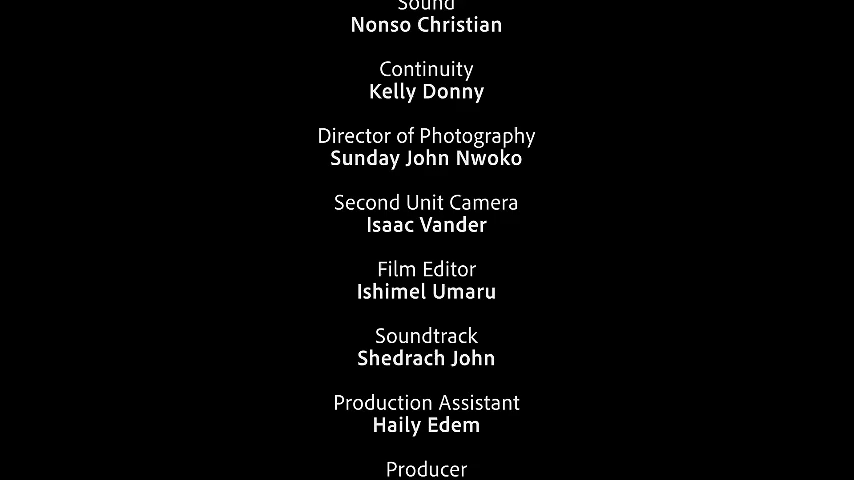 Sound
Nonso Christian
Continuity
Kelly Donny
Director of Photography
Sunday John Nwoko
Second Unit Camera
Isaac Vander
Film Editor
Ishimel Umaru
Soundtrack
Shedrach John
Production Assistant
Haily Edem
Producer